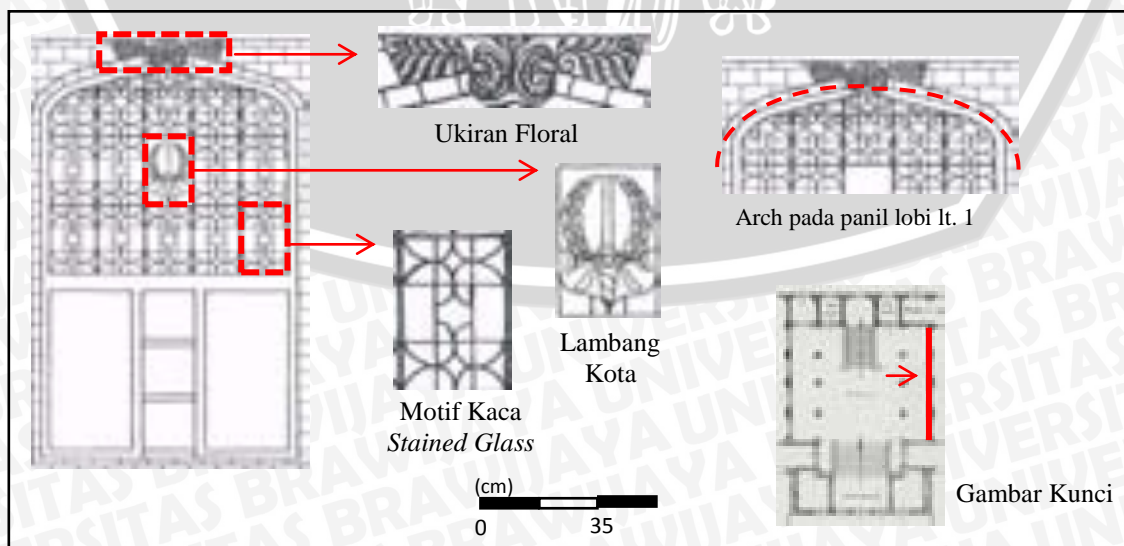 Ukiran Floral
Arch pada panil lobi lt. 1
Lambang
Kota
Motif Kaca
Stained Glass
(cm)
0 35
Gambar Kunci